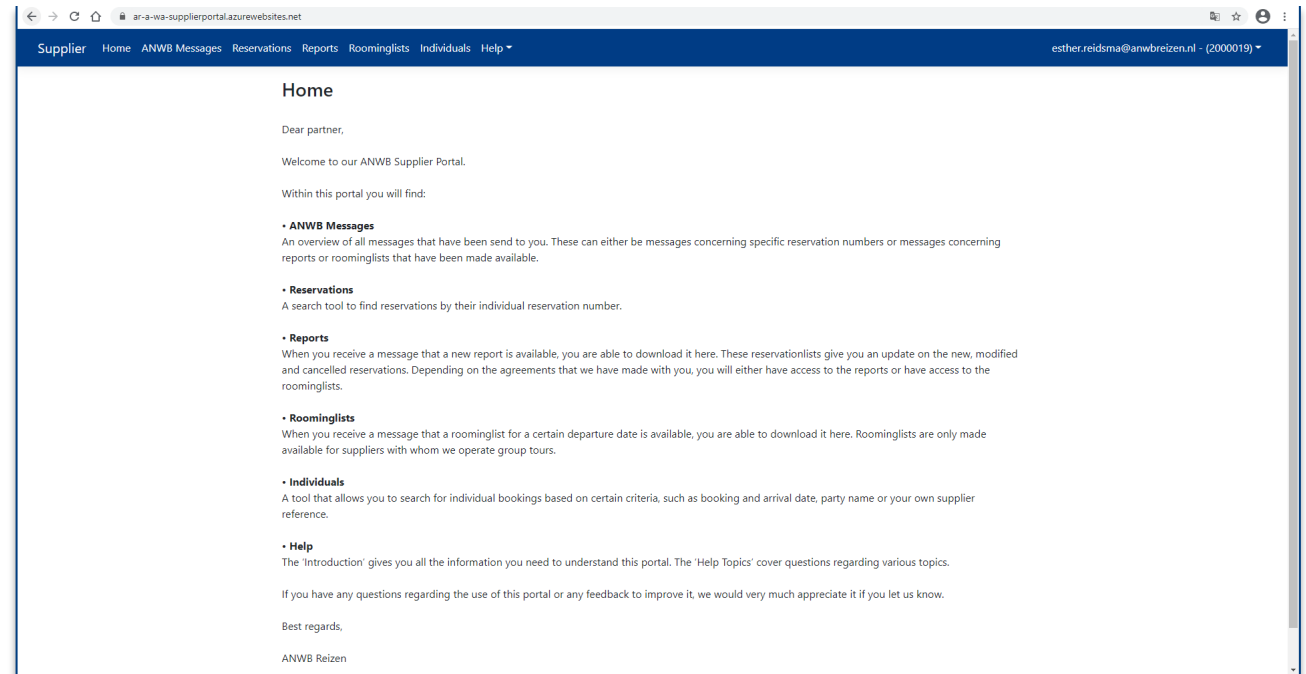 ar-a-wa-supplierportal.azurewebsites.net
Supplier Home ANWB Messages Reservations Reports Roominglists Individuals Help esther.reidsma@anwbreizen.nl - (2000019)
Home
Dear partner,
Welcome to our ANWB Supplier Portal.
Within this portal you will find:
• ANWB Messages
An overview of all messages that have been send to you. These can either be messages concerning specific reservation numbers or messages concerning
reports or roominglists that have been made available.
• Reservations
A search tool to find reservations by their individual reservation number.
• Reports
When you receive a message that a new report is available, you are able to download it here. These reservationlists give you an update on the new, modified
and cancelled reservations. Depending on the agreements that we have made with you, you will either have access to the reports or have access to the
roominglists.
• Roominglists
When you receive a message that a roominglist for a certain departure date is available, you are able to download it here. Roominglists are only made
available for suppliers with whom we operate group tours.
• Individuals
A tool that allows you to search for individual bookings based on certain criteria, such as booking and arrival date, party name or your own supplier
reference.
• Help
The 'Introduction' gives you all the information you need to understand this portal. The 'Help Topics' cover questions regarding various topics.
If you have any questions regarding the use of this portal or any feedback to improve it, we would very much appreciate it if you let us know.
Best regards,
ANWB Reizen